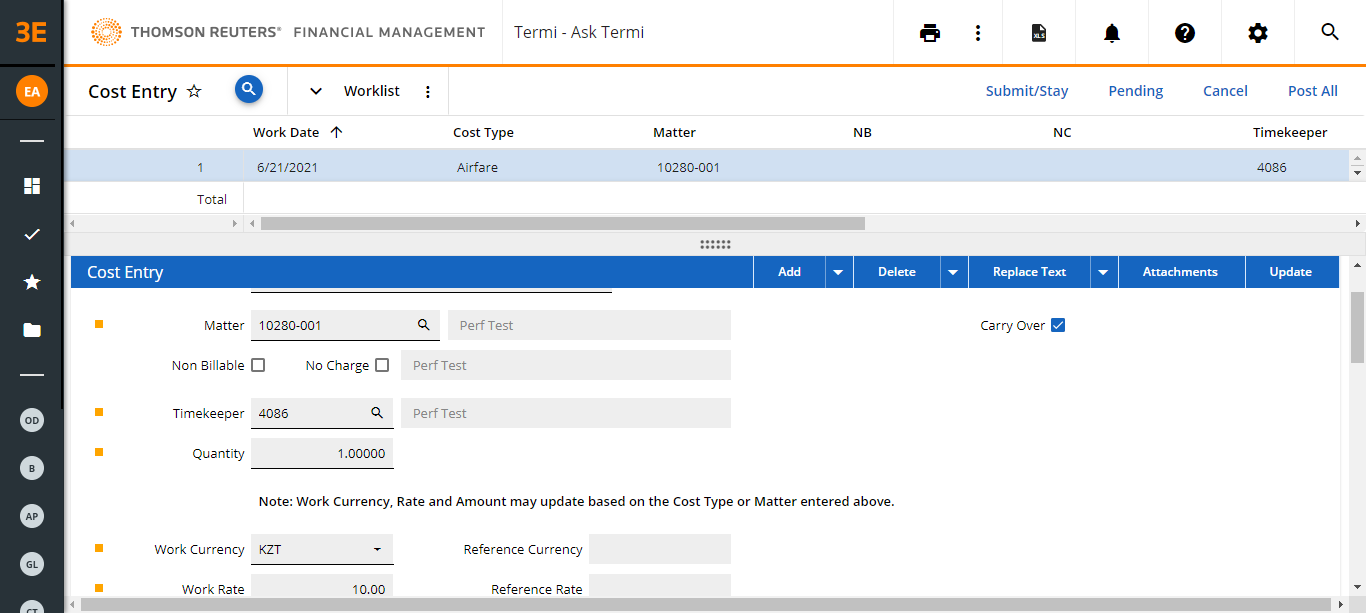 3E THOMSON REUTERS® FINANCIAL MANAGEMENT Termi - Ask Termi XLS
EA Cost Entry Worklist Submit/Stay Pending Cancel Post All
Work Date Cost Type Matter NB NC Timekeeper
1 6/21/2021 Airfare 10280-001 4086
Total
Cost Entry Add Delete Replace Text Attachments Update
Matter 10280-001 Perf Test Carry Over
Non Billable No Charge Perf Test
Timekeeper 4086 Perf Test
OD
Quantity 1.00000
B
Note: Work Currency, Rate and Amount may update based on the Cost Type or Matter entered above.
AP
Work Currency KZT Reference Currency
GL
Work Rate 10.00 Reference Rate
CT